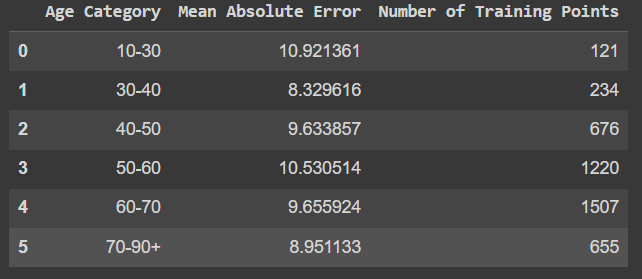 Age Category Mean Absolute Error Number of Training Points
0 10-30 10.921361 121
1 30-40 8.329616 234
2 40-50 9.633857 676
3 50-60 10.530514 1220
4 60-70 9.655924 1507
5 70-90+ 8.951133 655